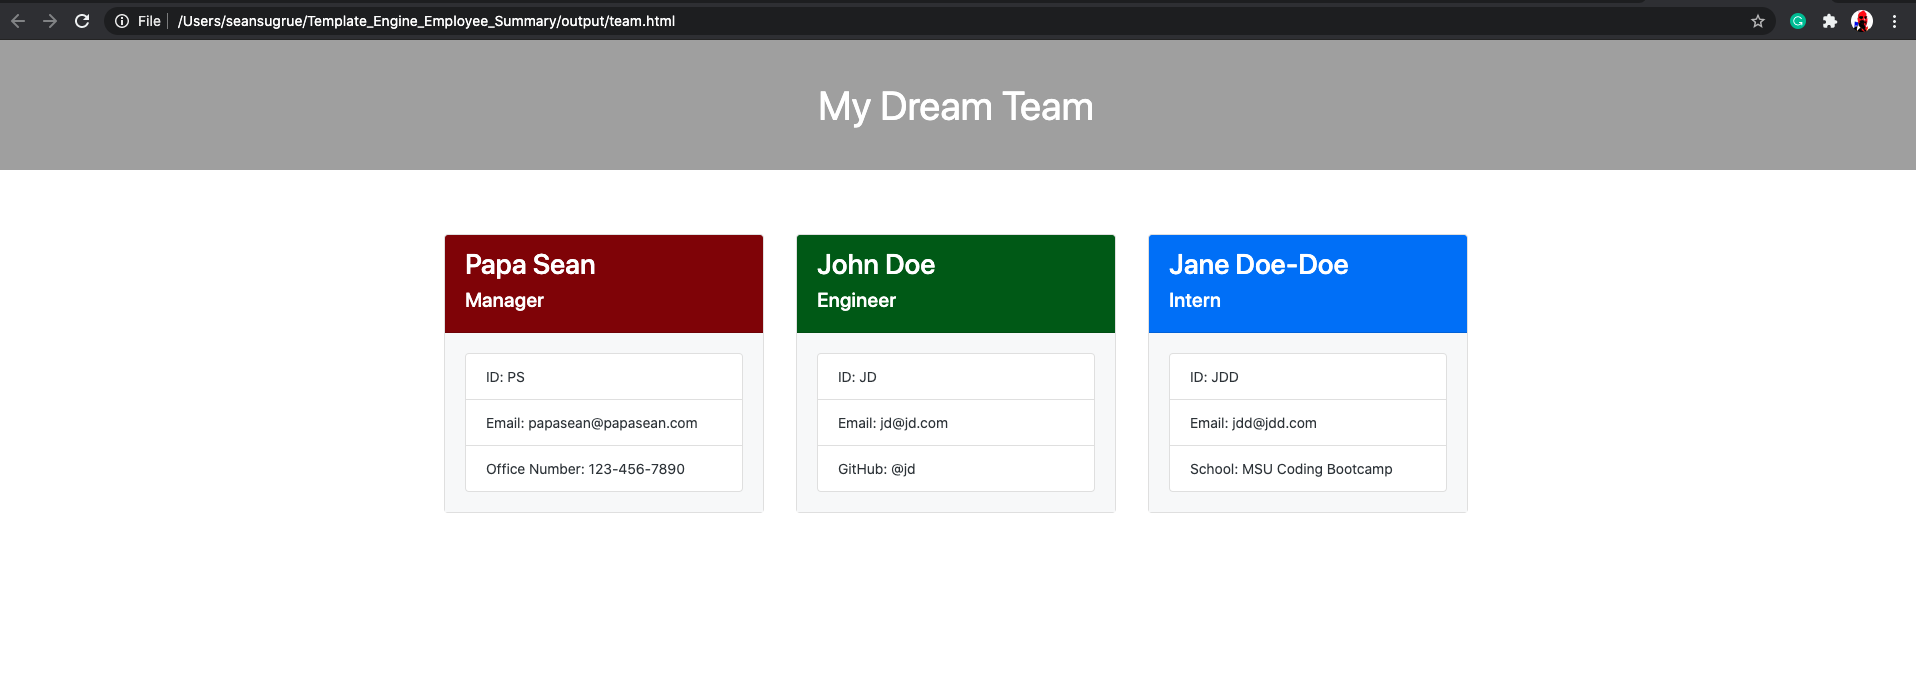 File /Users/seansugrue/Template_Engine_Employee_Summary/output/team.html
My Dream Team
Papa Sean
Manager
ID: PS
Email: papasean@papasean.com
Office Number: 123-456-7890
John Doe
Engineer
ID: JD
Email: jd@jd.com
GitHub: @jd
Jane Doe-Doe
Intern
ID: JDD
Email: jdd@jdd.com
School: MSU Coding Bootcamp